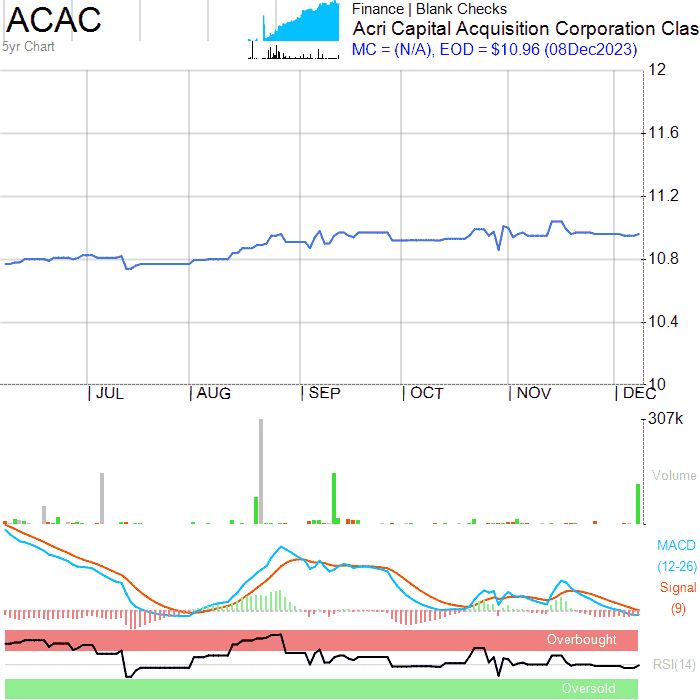 ACAC
5yr Chart
Finance | Blank Checks
Acri Capital Acquisition Corporation Clas
MC = (N/A), EOD = $10.96 (08Dec2023)
12
11.6
11.2
10.8
10.4
10
JUL AUG SEP OCT NOV DEC
307k
Volume
MACD
(12-26)
Signal
(9)
Overbought
RSI(14)
Oversold